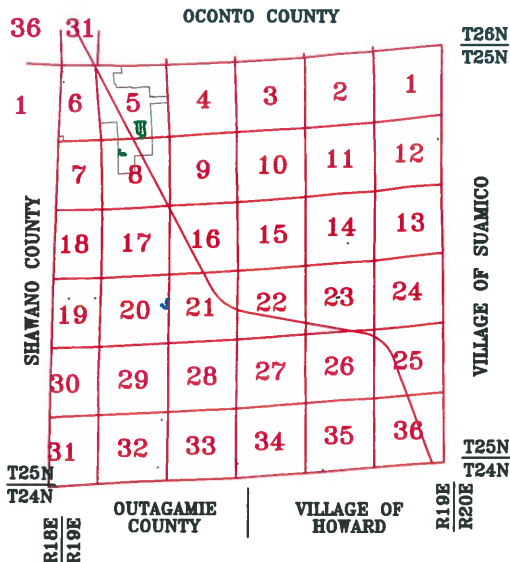 OCONTO COUNTY
36 31
T26N
T25N
1 6 5 4 3 2 1
7 8 9 10 11 12
18 17 16 15 14 13
19 20 21 22 23 24
30 29 28 27 26 25
31 32 33 34 35 36
SHAWANO COUNTY
VILLAGE OF SUAMICO
T25N
T24N
T25N
T24N
OUTAGAMIE
COUNTY
VILLAGE OF
HOWARD
R18E
R19E
R19E
R20E